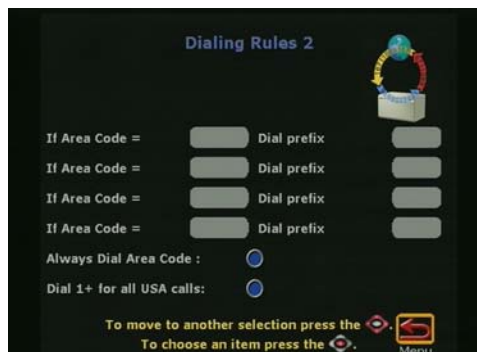 Dialing Rules 2
If Area Code = Dial prefix
If Area Code = Dial prefix
If Area Code = Dial prefix
If Area Code = Dial prefix
Always Dial Area Code :
Dial 1+ for all USA calls:
To move to another selection press the .
To choose an item press the .
Menu